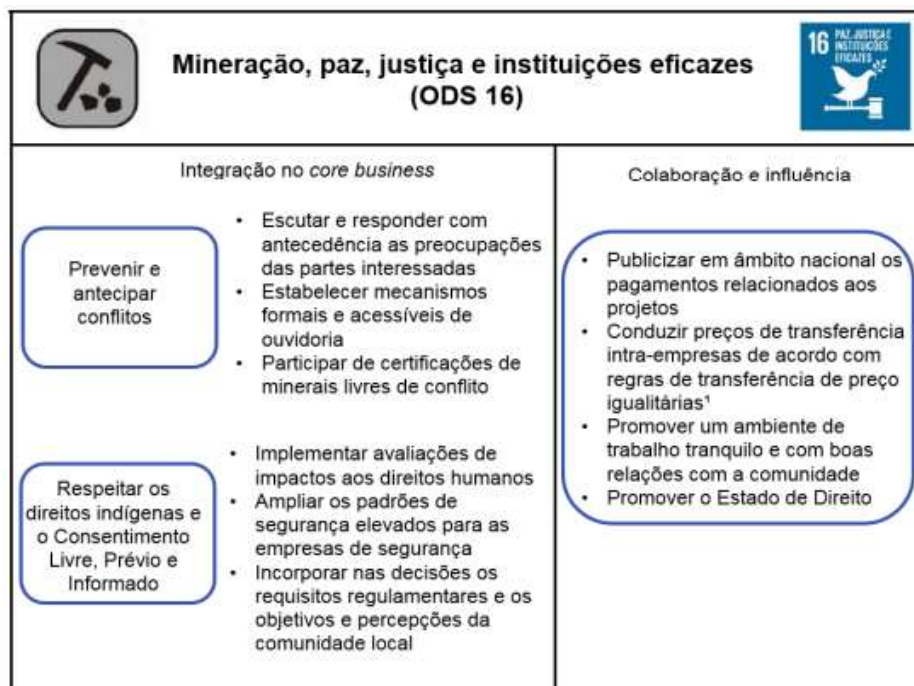 Mineração, paz, justiça e instituições eficazes
(ODS 16)
16 PAZ, JUSTIÇA E
INSTITUIÇÕES
EFICAZES
Integração no core business
Prevenir e
antecipar
conflitos
• Escutar e responder com
antecedência as preocupações
das partes interessadas
• Estabelecer mecanismos
formais e acessíveis de
ouvidoria
• Participar de certificações de
minerais livres de conflito
Respeitar os
direitos indígenas e
o Consentimento
Livre, Prévio e
Informado
• Implementar avaliações de
impactos aos direitos humanos
• Ampliar os padrões de
segurança elevados para as
empresas de segurança
• Incorporar nas decisões os
requisitos regulamentares e os
objetivos e percepções da
comunidade local
Colaboração e influência
• Publicizar em âmbito nacional os
pagamentos relacionados aos
projetos
• Conduzir preços de transferência
intra-empresas de acordo com
regras de transferência de preço
igualitárias¹
• Promover um ambiente de
trabalho tranquilo e com boas
relações com a comunidade
• Promover o Estado de Direito